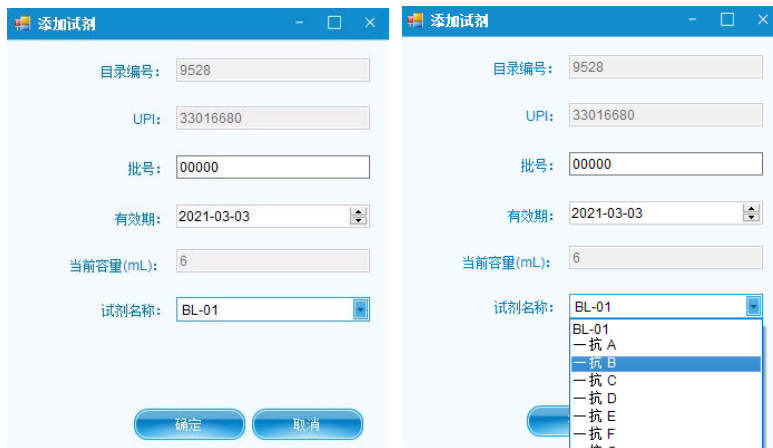 添加试剂
目录编号: 9528
UPI: 33016680
批号: 00000
有效期: 2021-03-03
当前容量(mL): 6
试剂名称: BL-01
确定 取消
添加试剂
目录编号: 9528
UPI: 33016680
批号: 00000
有效期: 2021-03-03
当前容量(mL): 6
试剂名称: BL-01
BL-01
一抗 A
一抗 B
一抗 C
一抗 D
一抗 E
一抗 F